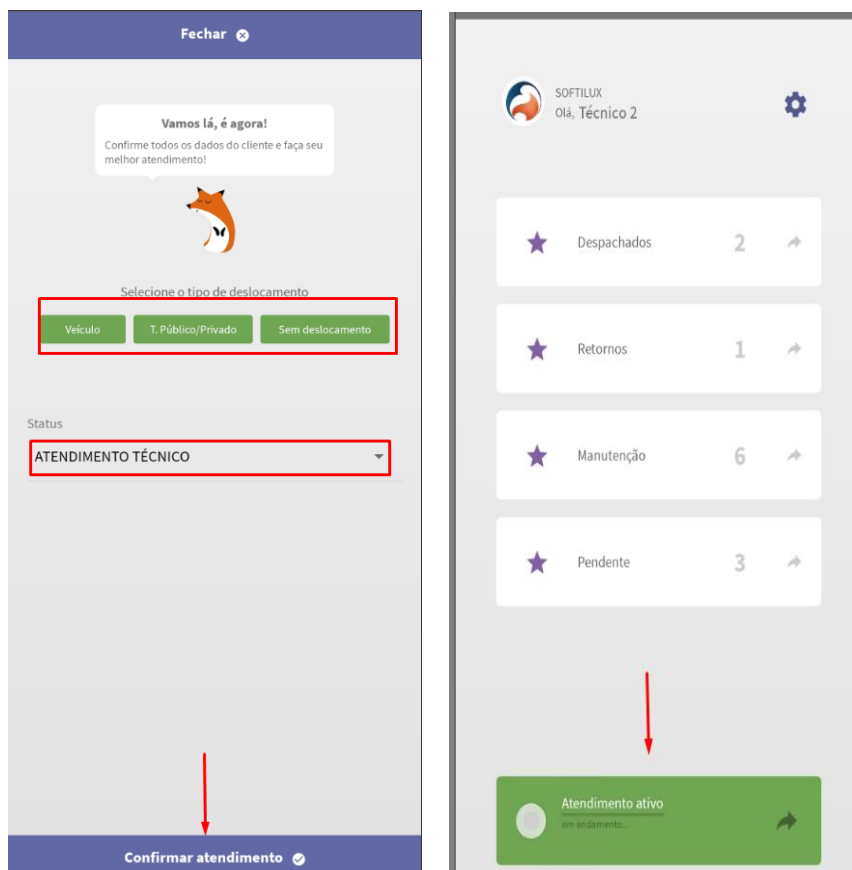 Fechar
Vamos lá, é agora!
Confirme todos os dados do cliente e faça seu
melhor atendimento!
Selecione o tipo de deslocamento
Veículo
T. Público/Privado
Sem deslocamento
Status
ATENDIMENTO TÉCNICO
Confirmar atendimento
SOFTILUX
Olá, Técnico 2
Despachados 2
Retornos 1
Manutenção 6
Pendente 3
Atendimento ativo
em andamento...